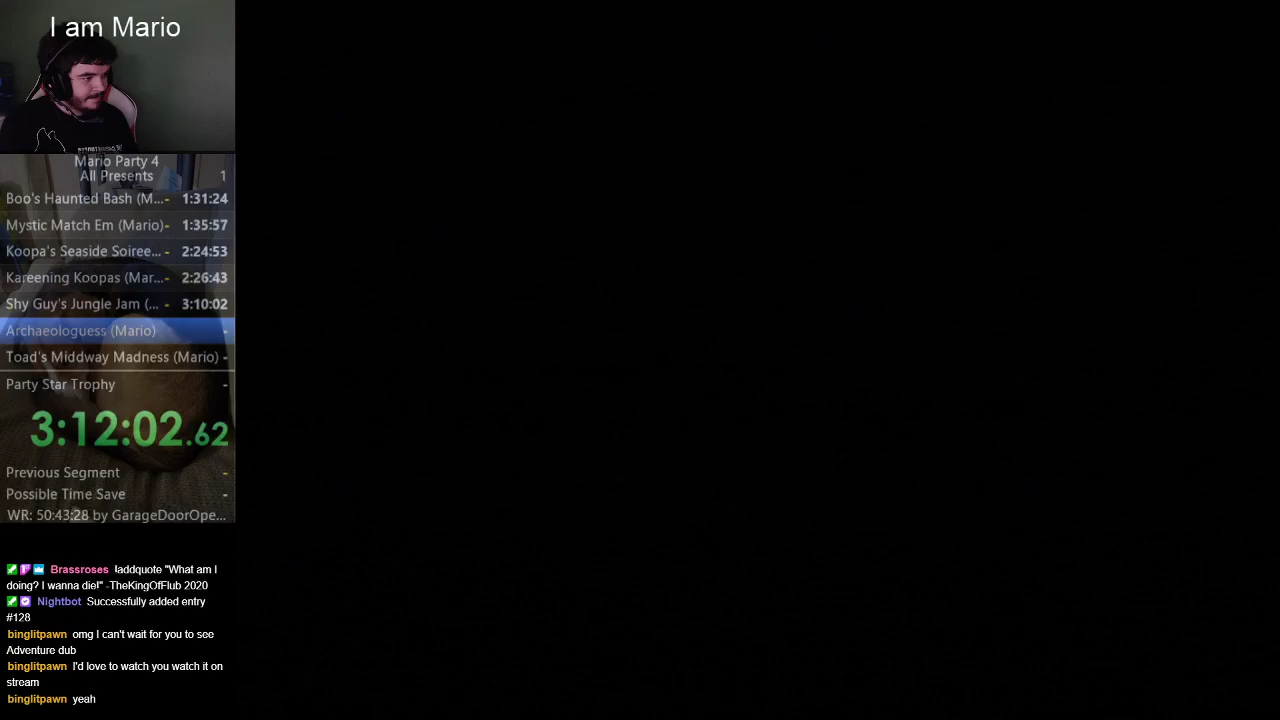 I am Mario
Mario Party 4
All Presents 1
Boo's Haunted Bash (M... - 1:31:24
Mystic Match Em (Mario) - 1:35:57
Koopa's Seaside Soiree... - 2:24:53
Kareening Koopas (Mar... - 2:26:43
Shy Guy's Jungle Jam (... - 3:10:02
Archaeologuess (Mario) -
Toad's Middway Madness (Mario) -
Party Star Trophy -
3:12:02.62
Previous Segment -
Possible Time Save -
WR: 50:43:28 by GarageDoorOpe...
Brassroses !addquote "What am I
doing? I wanna die!" -TheKingOfFlub 2020
Nightbot Successfully added entry
#128
binglitpawn omg I can't wait for you to see
Adventure dub
binglitpawn I'd love to watch you watch it on
stream
binglitpawn yeah